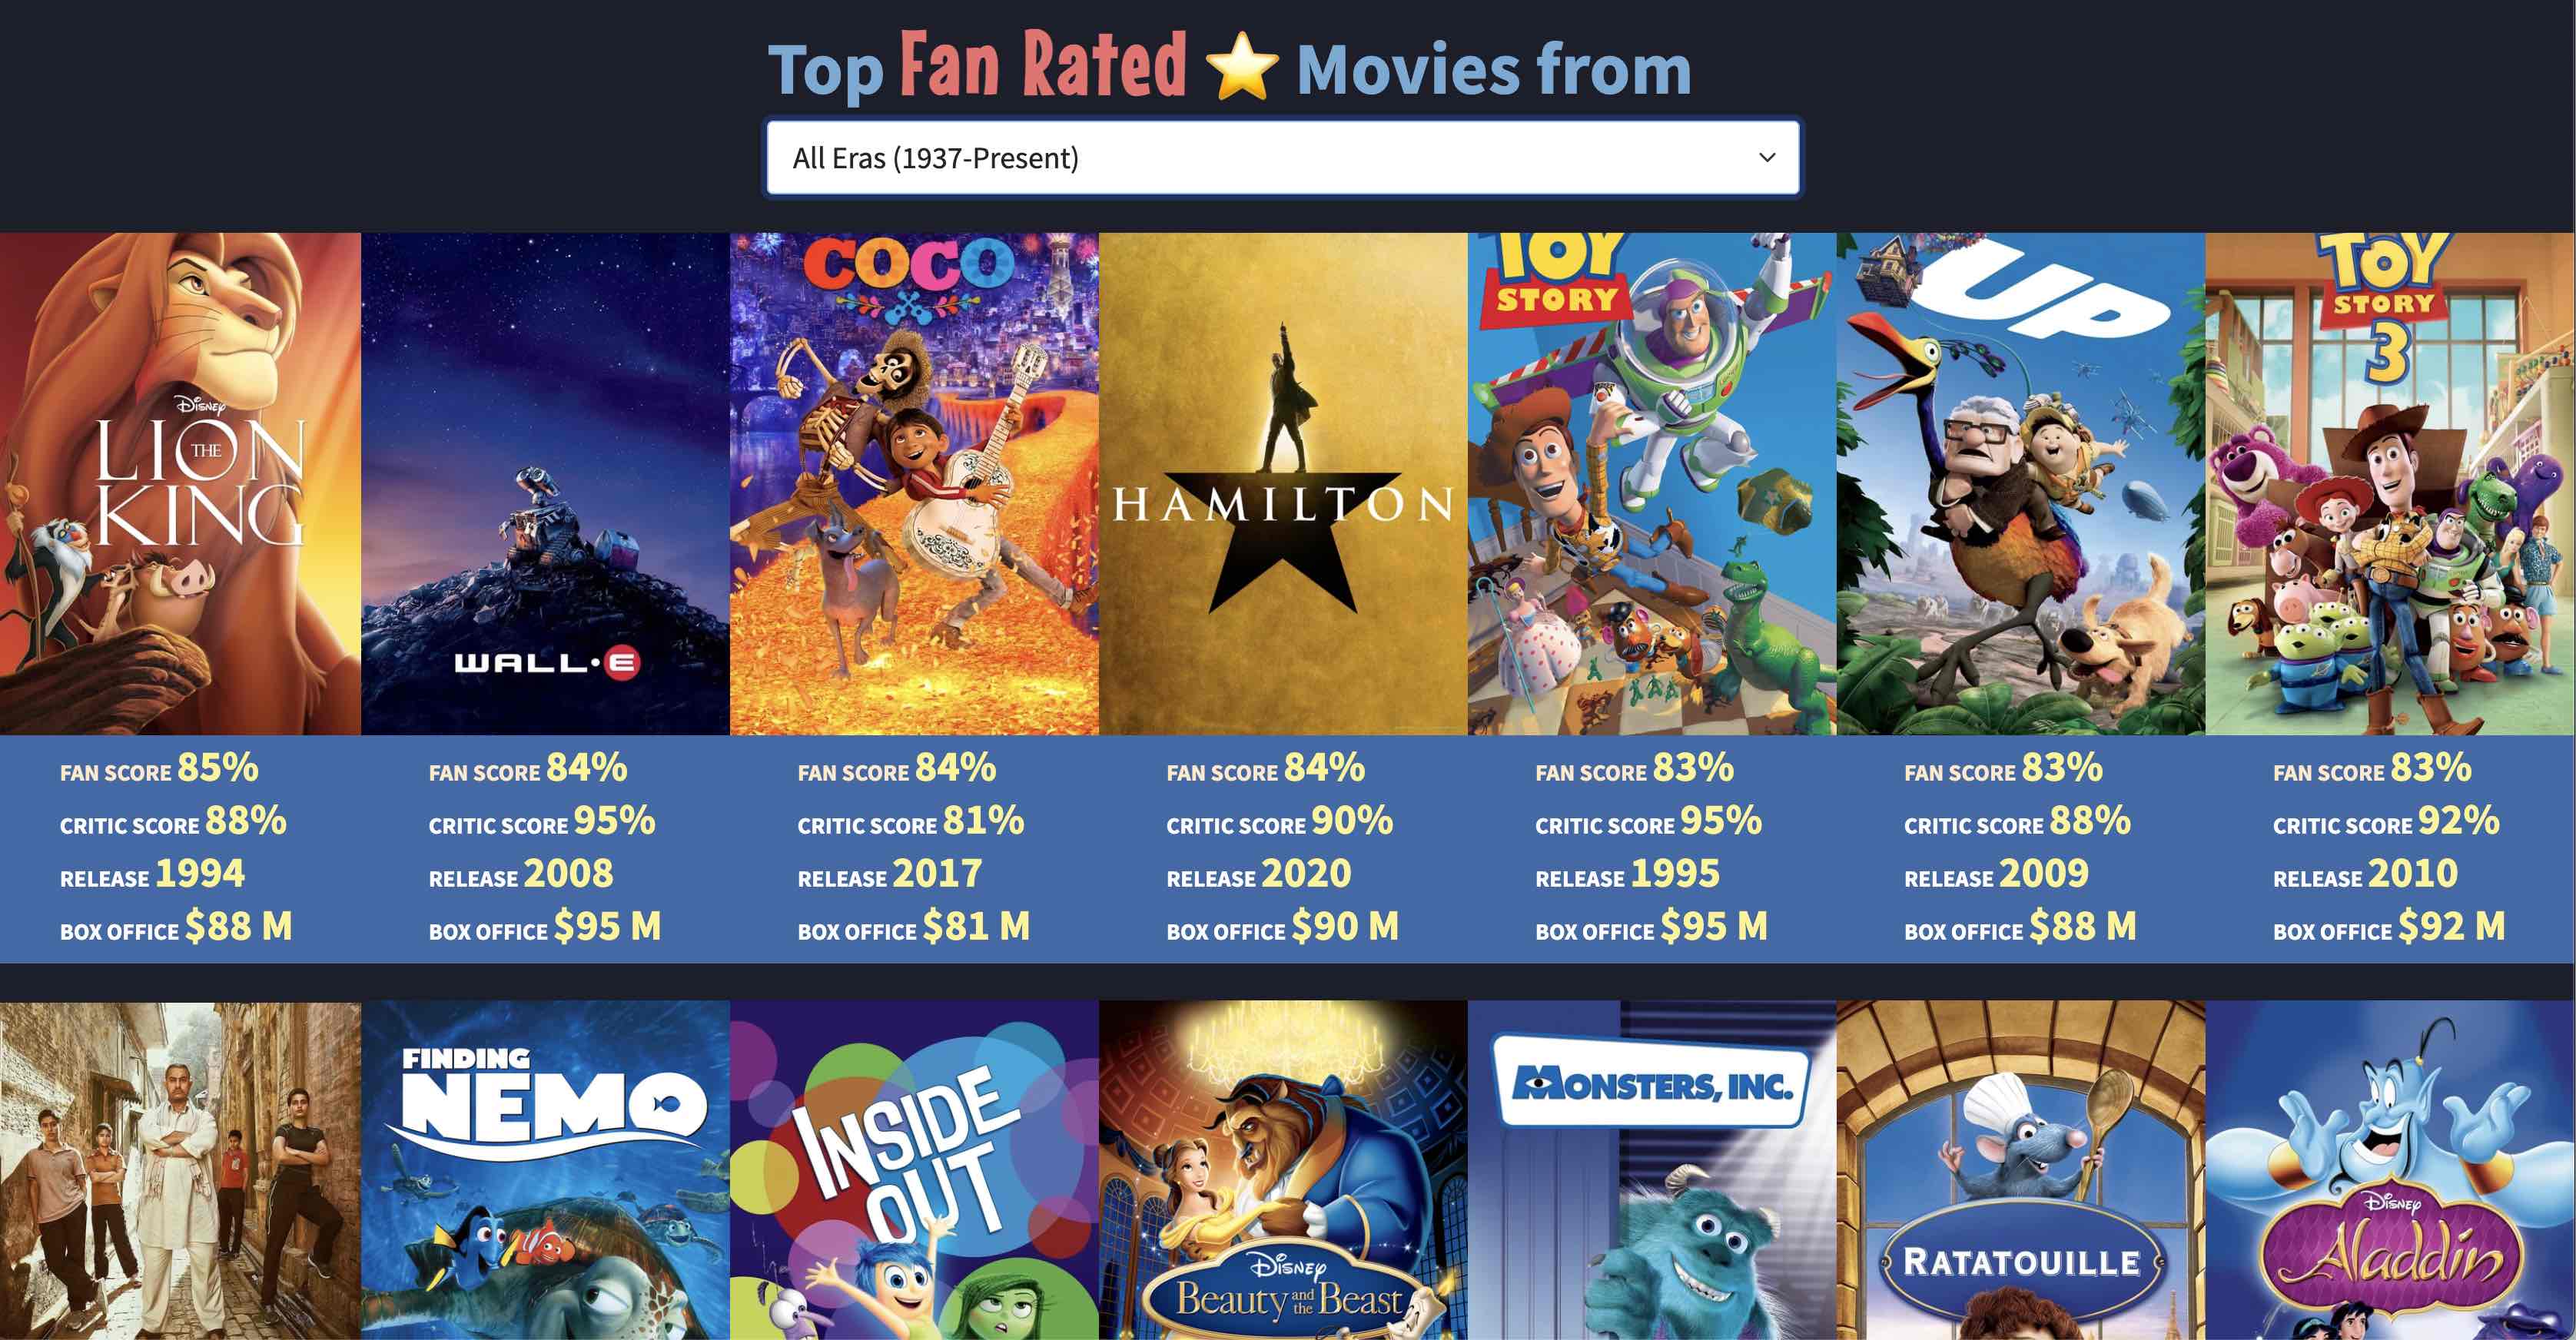 Top Fan Rated ⭐ Movies from
All Eras (1937-Present)
DISNEY
THE
LION
KING
WALL•E
COCO
HAMILTON
TOY
STORY
UP
TOY
STORY
3
FAN SCORE 85%
CRITIC SCORE 88%
RELEASE 1994
BOX OFFICE $88 M
FAN SCORE 84%
CRITIC SCORE 95%
RELEASE 2008
BOX OFFICE $95 M
FAN SCORE 84%
CRITIC SCORE 81%
RELEASE 2017
BOX OFFICE $81 M
FAN SCORE 84%
CRITIC SCORE 90%
RELEASE 2020
BOX OFFICE $90 M
FAN SCORE 83%
CRITIC SCORE 95%
RELEASE 1995
BOX OFFICE $95 M
FAN SCORE 83%
CRITIC SCORE 88%
RELEASE 2009
BOX OFFICE $88 M
FAN SCORE 83%
CRITIC SCORE 92%
RELEASE 2010
BOX OFFICE $92 M
FINDING
NEMO
INSIDE
OUT
DISNEY
Beauty and the Beast
MONSTERS, INC.
RATATOUILLE
DISNEY
Aladdin